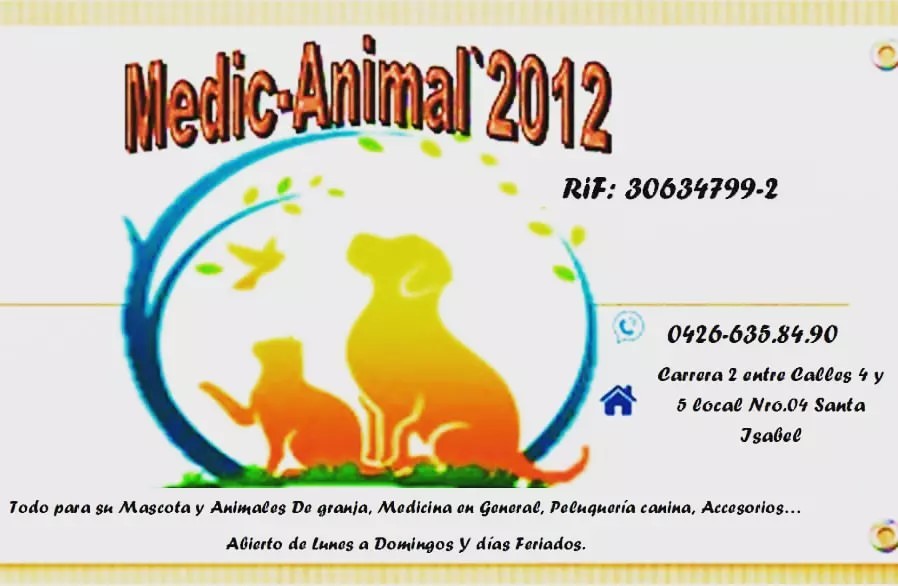 Medic-Animal`2012
RiF: 30634799-2
0426-635.84.90
Carrera 2 entre Calles 4 y
5 local Nro.04 Santa
Isabel
Todo para su Mascota y Animales De granja, Medicina en General, Peluquería canina, Accesorios...
Abierto de Lunes a Domingos Y días Feriados.